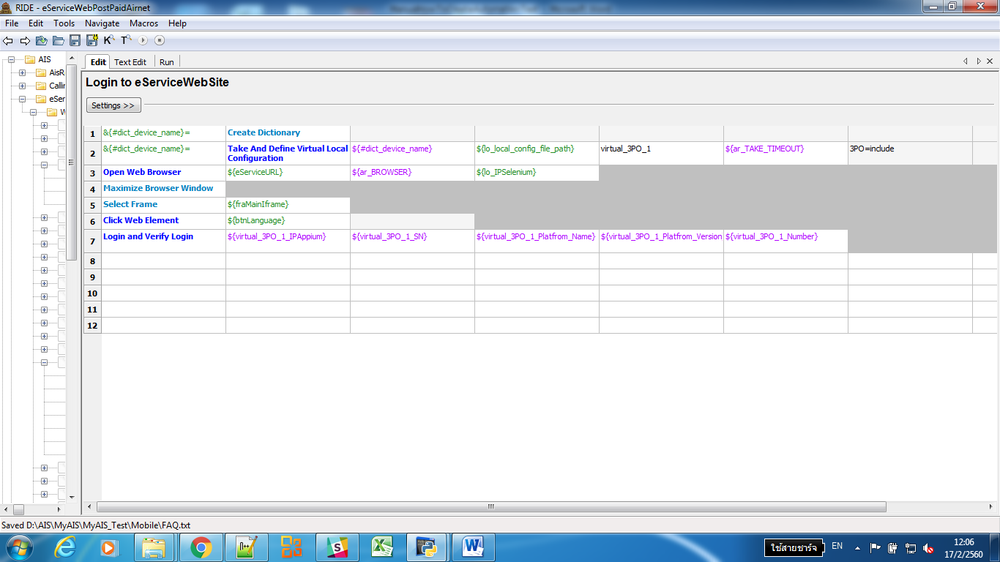 RIDE - eServiceWebPostPaidAirnet
File Edit Tools Navigate Macros Help
AIS
AisR
Callin
eSer
W
Edit Text Edit Run
Login to eServiceWebSite
Settings >>
1 &{#dict_device_name}= Create Dictionary
2 &{#dict_device_name}= Take And Define Virtual Local Configuration ${#dict_device_name} ${lo_local_config_file_path} virtual_3PO_1 ${ar_TAKE_TIMEOUT} 3PO=include
3 Open Web Browser ${eServiceURL} ${ar_BROWSER} ${lo_IPSelenium}
4 Maximize Browser Window
5 Select Frame ${fraMainIframe}
6 Click Web Element ${btnLanguage}
7 Login and Verify Login ${virtual_3PO_1_IPAppium} ${virtual_3PO_1_SN} ${virtual_3PO_1_Platfrom_Name} ${virtual_3PO_1_Platfrom_Version ${virtual_3PO_1_Number}
8
9
10
11
12
Saved D:\AIS\MyAIS\MyAIS_Test\Mobile\FAQ.txt
ใช้สายชาร์จ EN 12:06
17/2/2560